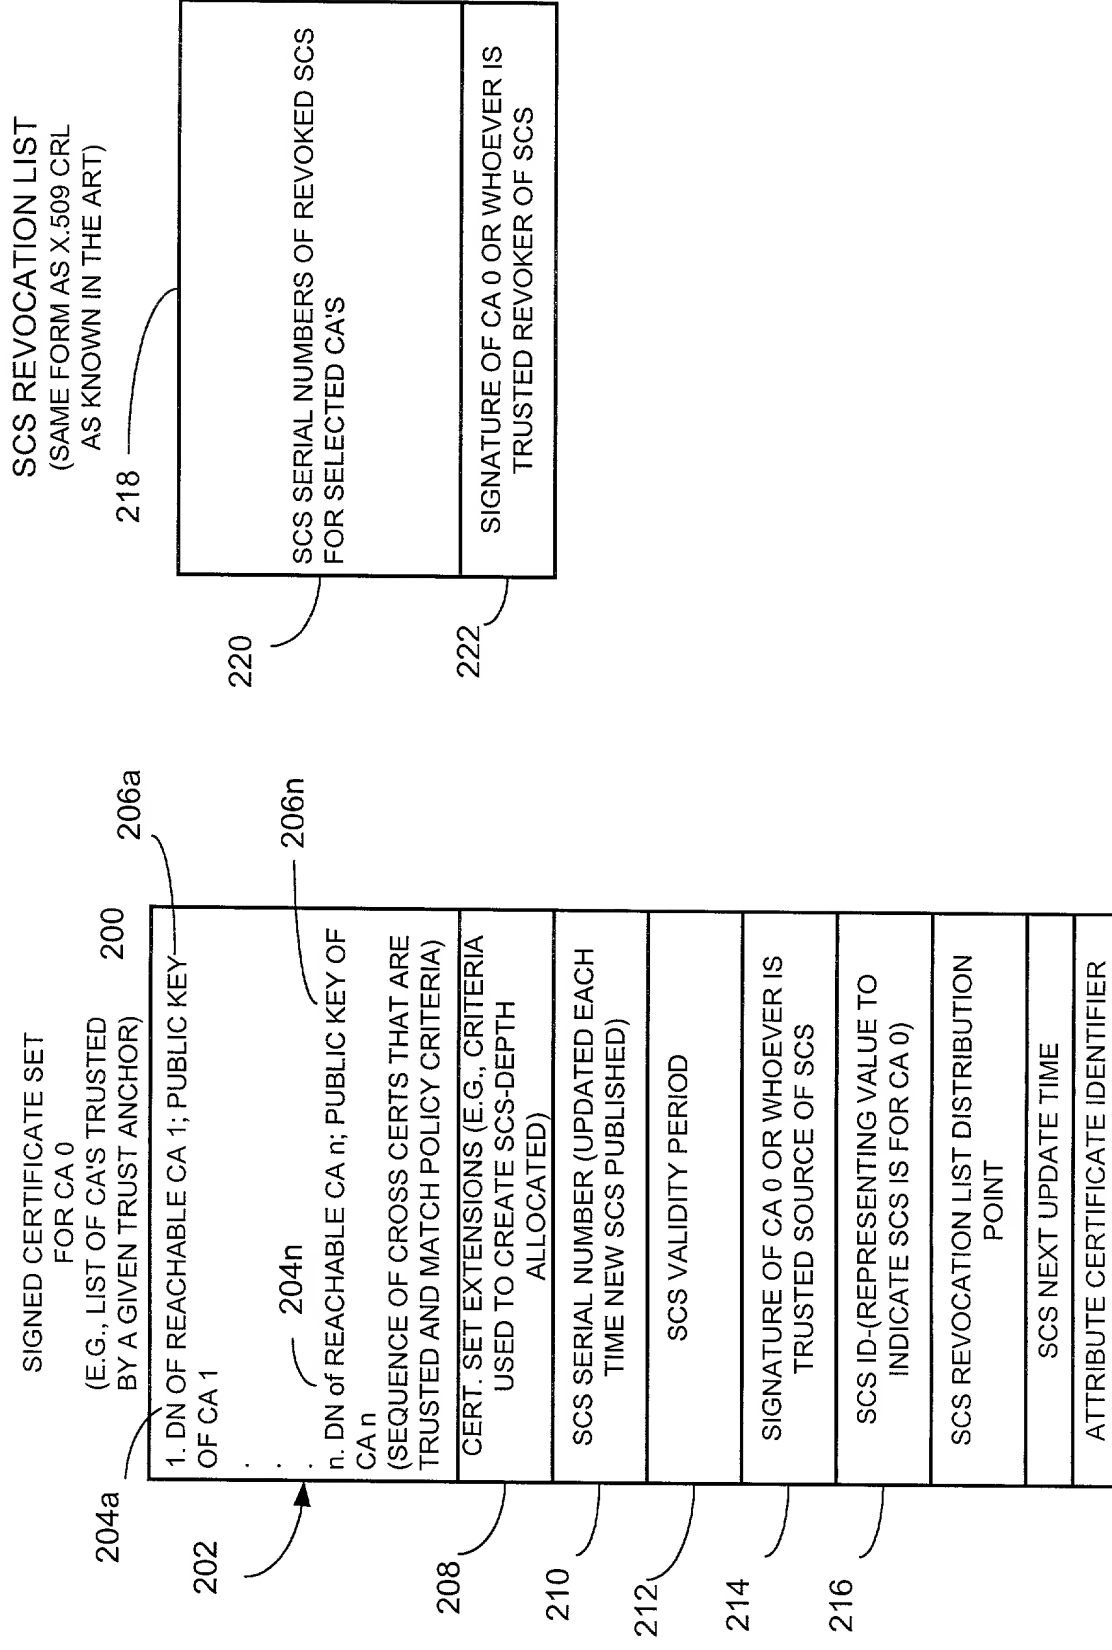 SIGNED CERTIFICATE SET
FOR CA 0
(E.G., LIST OF CA'S TRUSTED
BY A GIVEN TRUST ANCHOR)
200
204a
206a
1. DN OF REACHABLE CA 1; PUBLIC KEY
OF CA 1
.
.
.
204n
206n
202
n. DN of REACHABLE CA n; PUBLIC KEY OF
CA n
(SEQUENCE OF CROSS CERTS THAT ARE
TRUSTED AND MATCH POLICY CRITERIA)
208
CERT. SET EXTENSIONS (E.G., CRITERIA
USED TO CREATE SCS-DEPTH
ALLOCATED)
210
SCS SERIAL NUMBER (UPDATED EACH
TIME NEW SCS PUBLISHED)
212
SCS VALIDITY PERIOD
214
SIGNATURE OF CA 0 OR WHOEVER IS
TRUSTED SOURCE OF SCS
216
SCS ID-(REPRESENTING VALUE TO
INDICATE SCS IS FOR CA 0)
SCS REVOCATION LIST DISTRIBUTION
POINT
SCS NEXT UPDATE TIME
ATTRIBUTE CERTIFICATE IDENTIFIER
SCS REVOCATION LIST
(SAME FORM AS X.509 CRL
AS KNOWN IN THE ART)
218
220
SCS SERIAL NUMBERS OF REVOKED SCS
FOR SELECTED CA'S
222
SIGNATURE OF CA 0 OR WHOEVER IS
TRUSTED REVOKER OF SCS